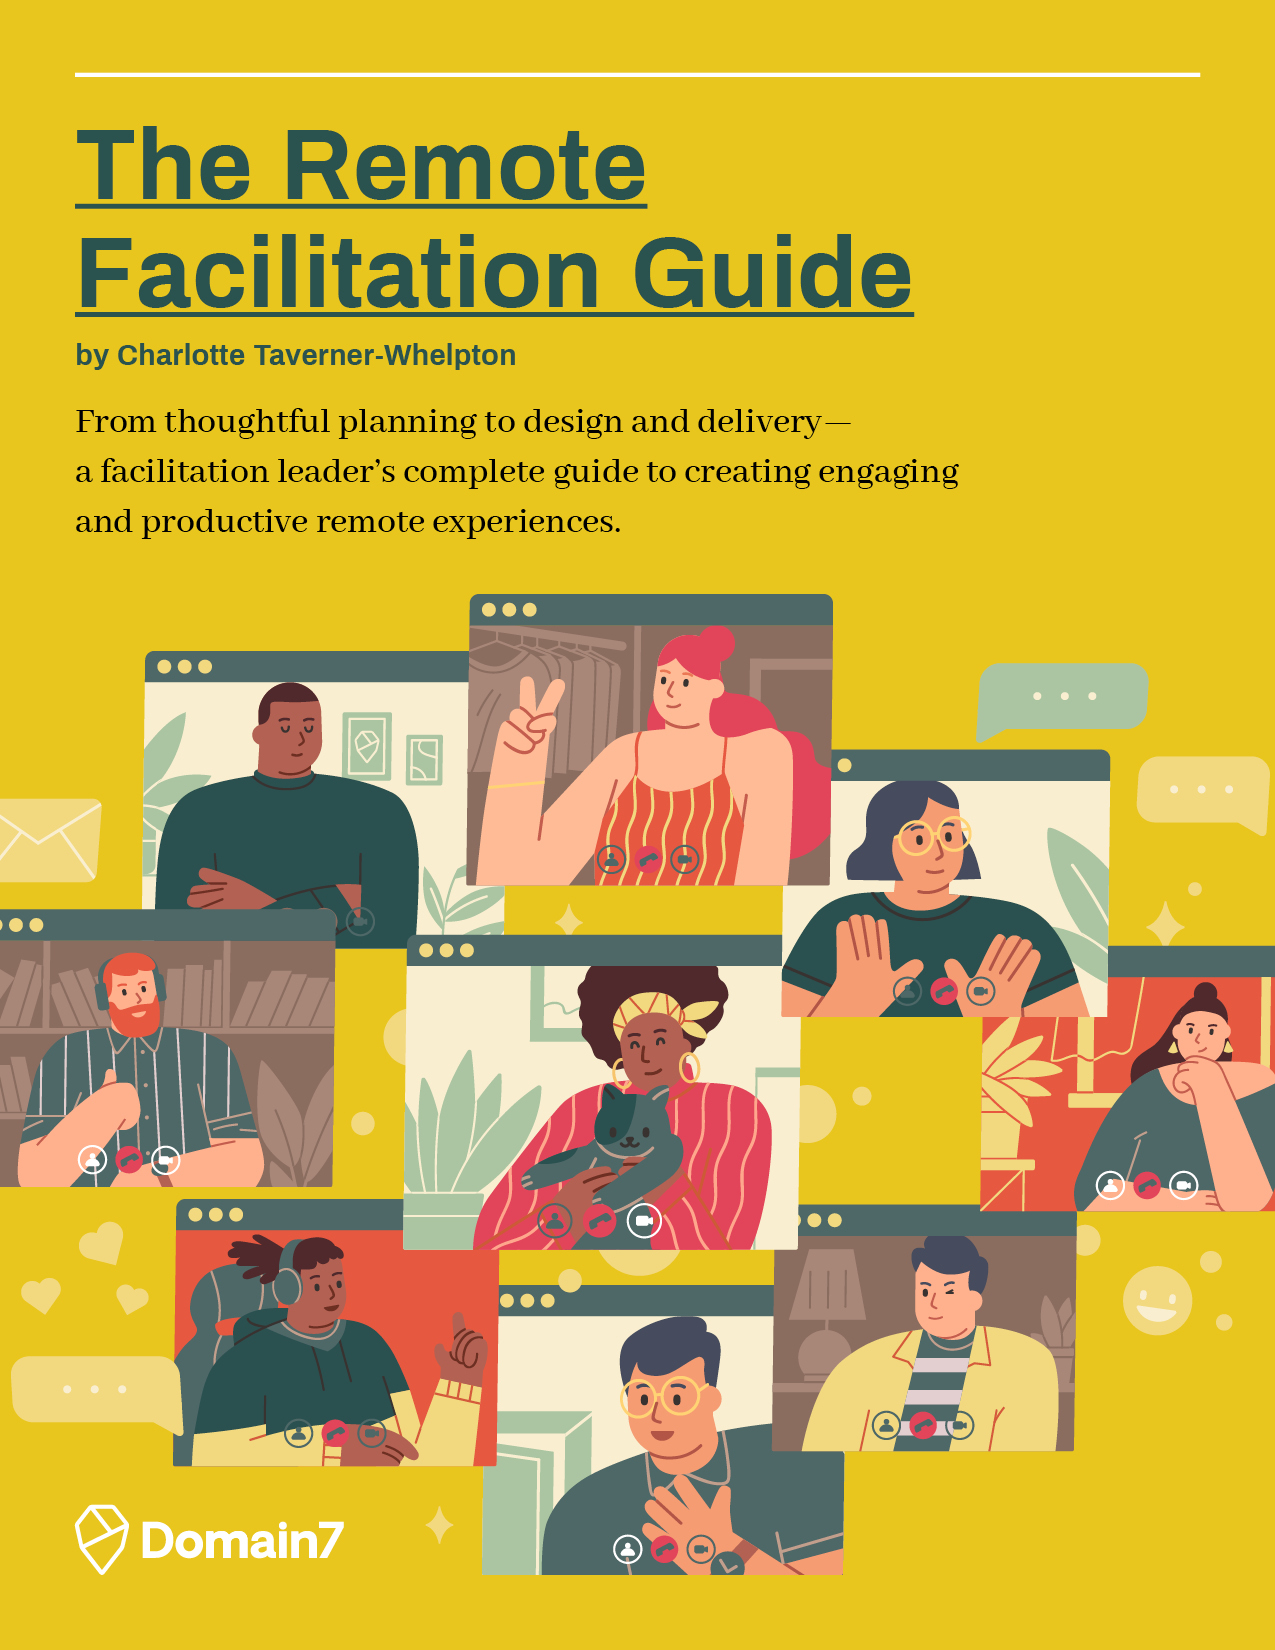 The Remote
Facilitation Guide
by Charlotte Taverner-Whelpton
From thoughtful planning to design and delivery—
a facilitation leader’s complete guide to creating engaging
and productive remote experiences.
Domain7